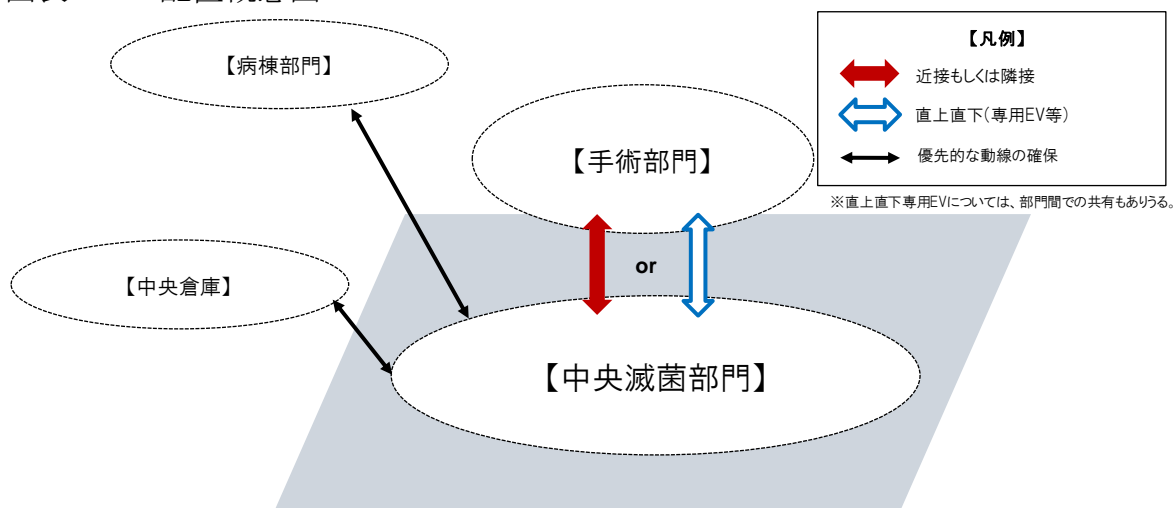 【病棟部門】
【凡例】
近接もしくは隣接
直上直下(専用EV等)
優先的な動線の確保
※直上直下専用EVについては、部門間での共有もありうる。
【手術部門】
or
【中央倉庫】
【中央滅菌部門】